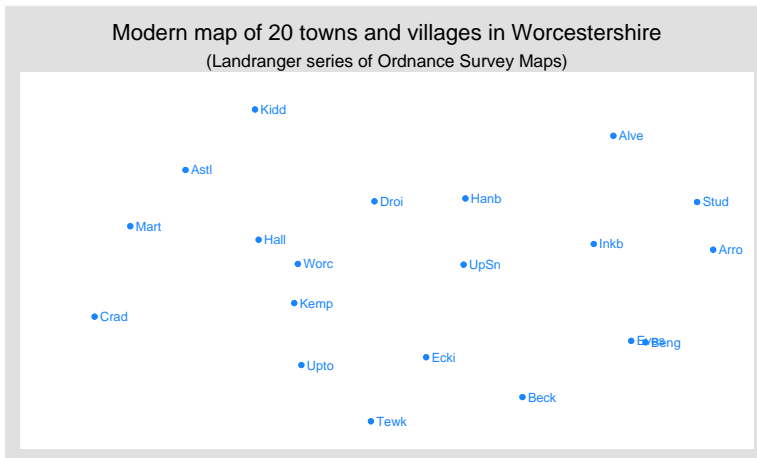 Modern map of 20 towns and villages in Worcestershire
(Landranger series of Ordnance Survey Maps)
Kidd
Alve
Astl
Droi
Hanb
Stud
Mart
Hall
Inkb
Arro
Worc
UpSn
Kemp
Crad
Beng
Ecki
Upto
Beck
Tewk